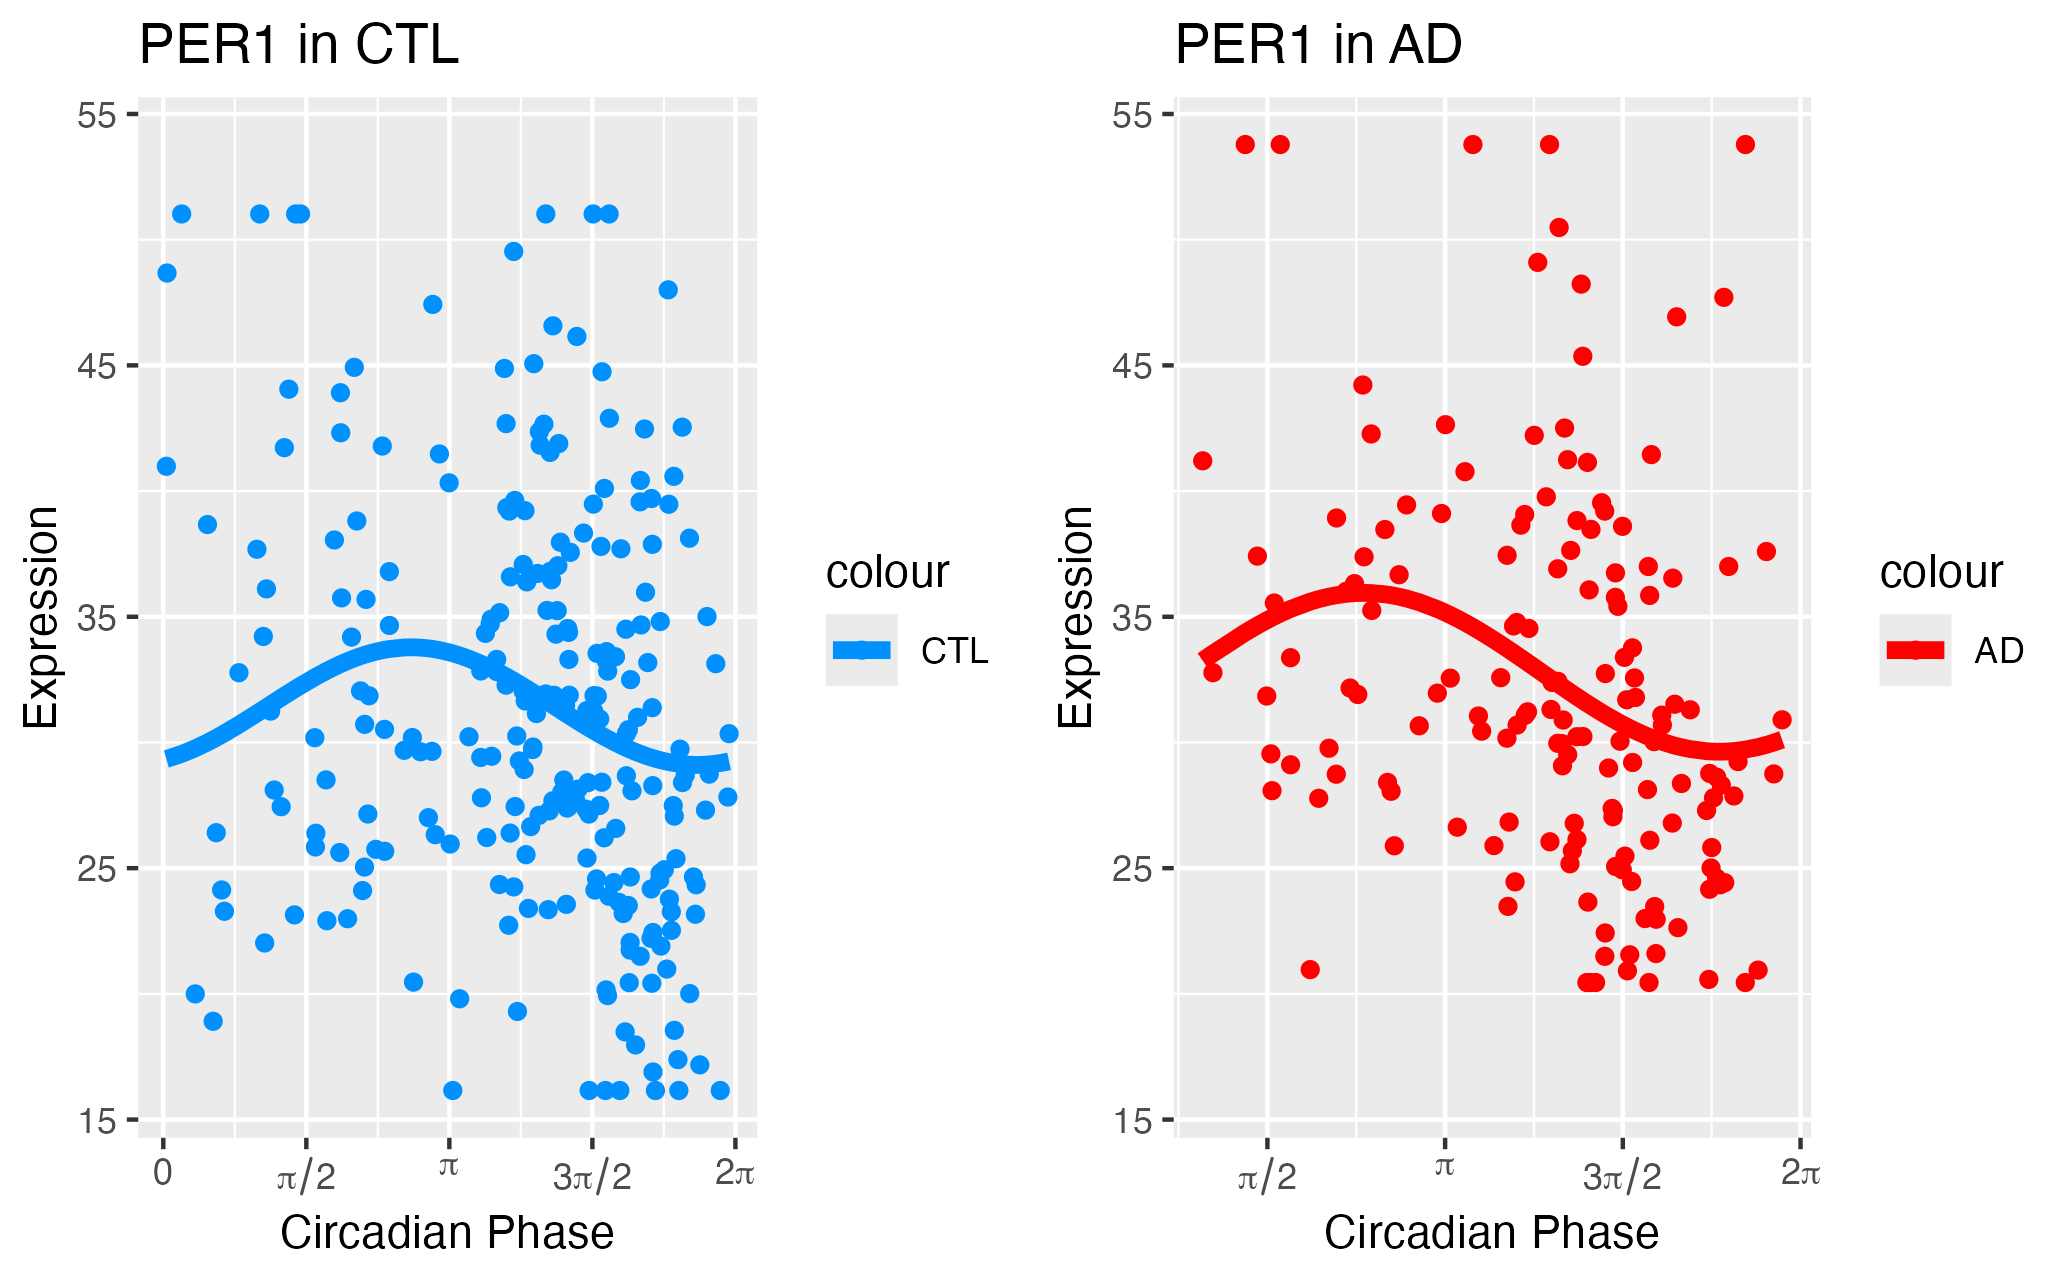 PER1 in CTL
55
45
35
25
15
Expression
0
π/2
π
3π/2
2π
Circadian Phase
colour
CTL
PER1 in AD
55
45
35
25
15
Expression
π/2
π
3π/2
2π
Circadian Phase
colour
AD